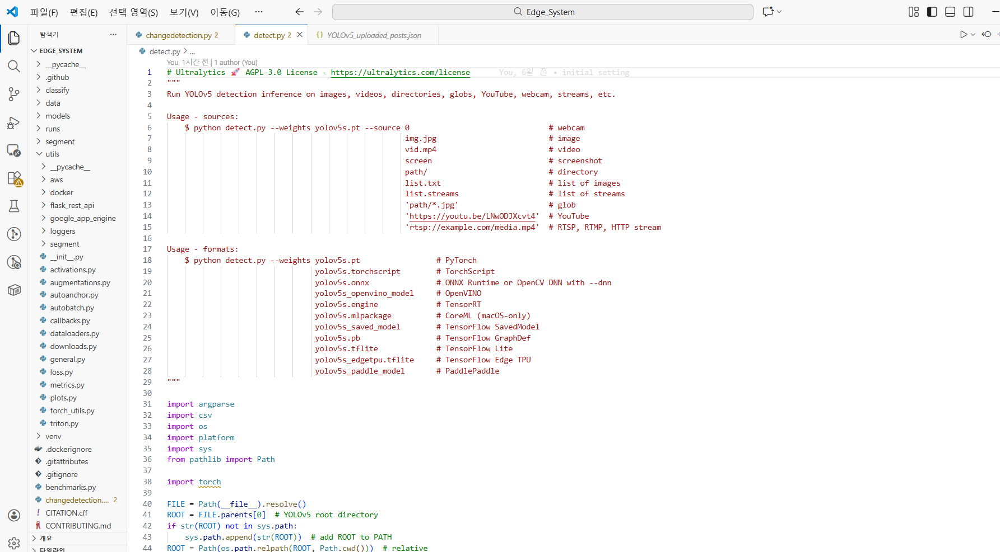 파일(F) 편집(E) 선택 영역(S) 보기(V) 이동(G) ··· Edge_System
탐색기 ···
EDGE_SYSTEM
__pycache__
.github
classify
data
models
runs
segment
utils
__pycache__
aws
docker
flask_rest_api
google_app_engine
loggers
segment
__init__.py
activations.py
augmentations.py
autoanchor.py
autobatch.py
callbacks.py
dataloaders.py
downloads.py
general.py
loss.py
metrics.py
plots.py
torch_utils.py
triton.py
venv
.dockerignore
.gitattributes
.gitignore
benchmarks.py
changedetection.... 2
CITATION.cff
CONTRIBUTING.md
개요
타임라인
changedetection.py 2 detect.py 2 YOLOv5_uploaded_posts.json
detect.py > ...
You, 1시간 전 | 1 author (You)
1 # Ultralytics 🚀 AGPL-3.0 License - https://ultralytics.com/license You, 6일 전 • initial setting
2 """
3 Run YOLOv5 detection inference on images, videos, directories, globs, YouTube, webcam, streams, etc.
4
5 Usage - sources:
6 $ python detect.py --weights yolov5s.pt --source 0 # webcam
7 img.jpg # image
8 vid.mp4 # video
9 screen # screenshot
10 path/ # directory
11 list.txt # list of images
12 list.streams # list of streams
13 'path/*.jpg' # glob
14 'https://youtu.be/LNwODJXcvt4' # YouTube
15 'rtsp://example.com/media.mp4' # RTSP, RTMP, HTTP stream
16
17 Usage - formats:
18 $ python detect.py --weights yolov5s.pt # PyTorch
19 yolov5s.torchscript # TorchScript
20 yolov5s.onnx # ONNX Runtime or OpenCV DNN with --dnn
21 yolov5s_openvino_model # OpenVINO
22 yolov5s.engine # TensorRT
23 yolov5s.mlpackage # CoreML (macOS-only)
24 yolov5s_saved_model # TensorFlow SavedModel
25 yolov5s.pb # TensorFlow GraphDef
26 yolov5s.tflite # TensorFlow Lite
27 yolov5s_edgetpu.tflite # TensorFlow Edge TPU
28 yolov5s_paddle_model # PaddlePaddle
29 """
30
31 import argparse
32 import csv
33 import os
34 import platform
35 import sys
36 from pathlib import Path
37
38 import torch
39
40 FILE = Path(__file__).resolve()
41 ROOT = FILE.parents[0] # YOLOv5 root directory
42 if str(ROOT) not in sys.path:
43 sys.path.append(str(ROOT)) # add ROOT to PATH
44 ROOT = Path(os.path.relpath(ROOT, Path.cwd())) # relative